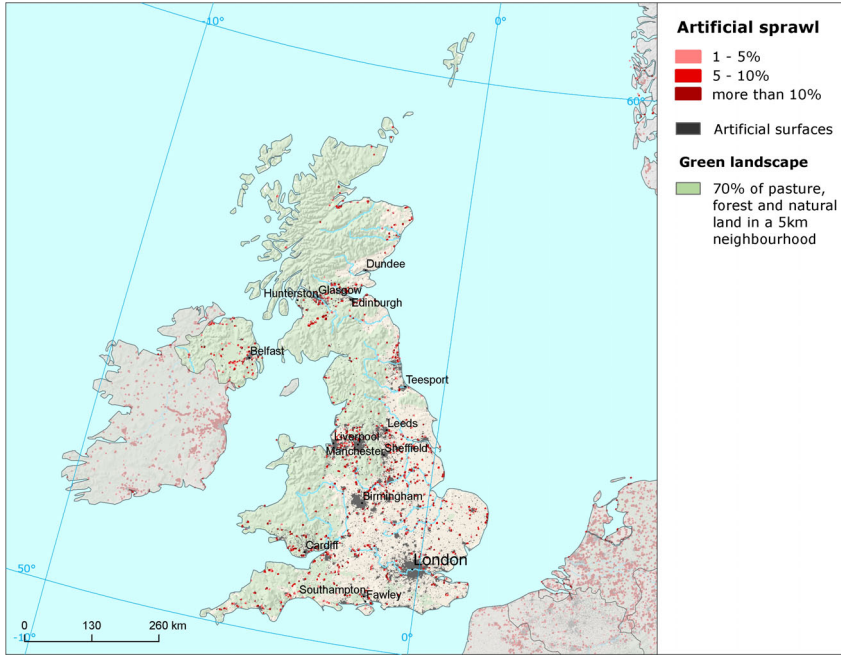 -10°
0°
60°
Dundee
Hunterston
Glasgow
Edinburgh
Belfast
Teesport
Leeds
Liverpool
Manchester
Sheffield
Birmingham
Cardiff
London
Southampton
Fawley
50°
-10°
0°
0 130 260 km
Artificial sprawl
1 - 5%
5 - 10%
more than 10%
Artificial surfaces
Green landscape
70% of pasture,
forest and natural
land in a 5km
neighbourhood